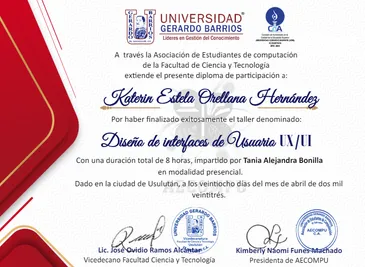 UNIVERSIDAD
GERARDO BARRIOS
Líderes en Gestión del Conocimiento
A través la Asociación de Estudiantes de computación
de la Facultad de Ciencia y Tecnología
extiende el presente diploma de participación a:
Katerin Estela Orellana Hernández
Por haber finalizado exitosamente el taller denominado:
Diseño de interfaces de Usuario UX/UI
Con una duración total de 8 horas, impartido por Tania Alejandra Bonilla
en modalidad presencial.
Dado en la ciudad de Usulután, a los veintiocho días del mes de abril de dos mil
veintitrés.
AECOMPU
Lic. José Ovidio Ramos Alcántar
Vicedecano Facultad Ciencia y Tecnología
Kimberly Naomi Funes Machado
Presidenta de AECOMPU